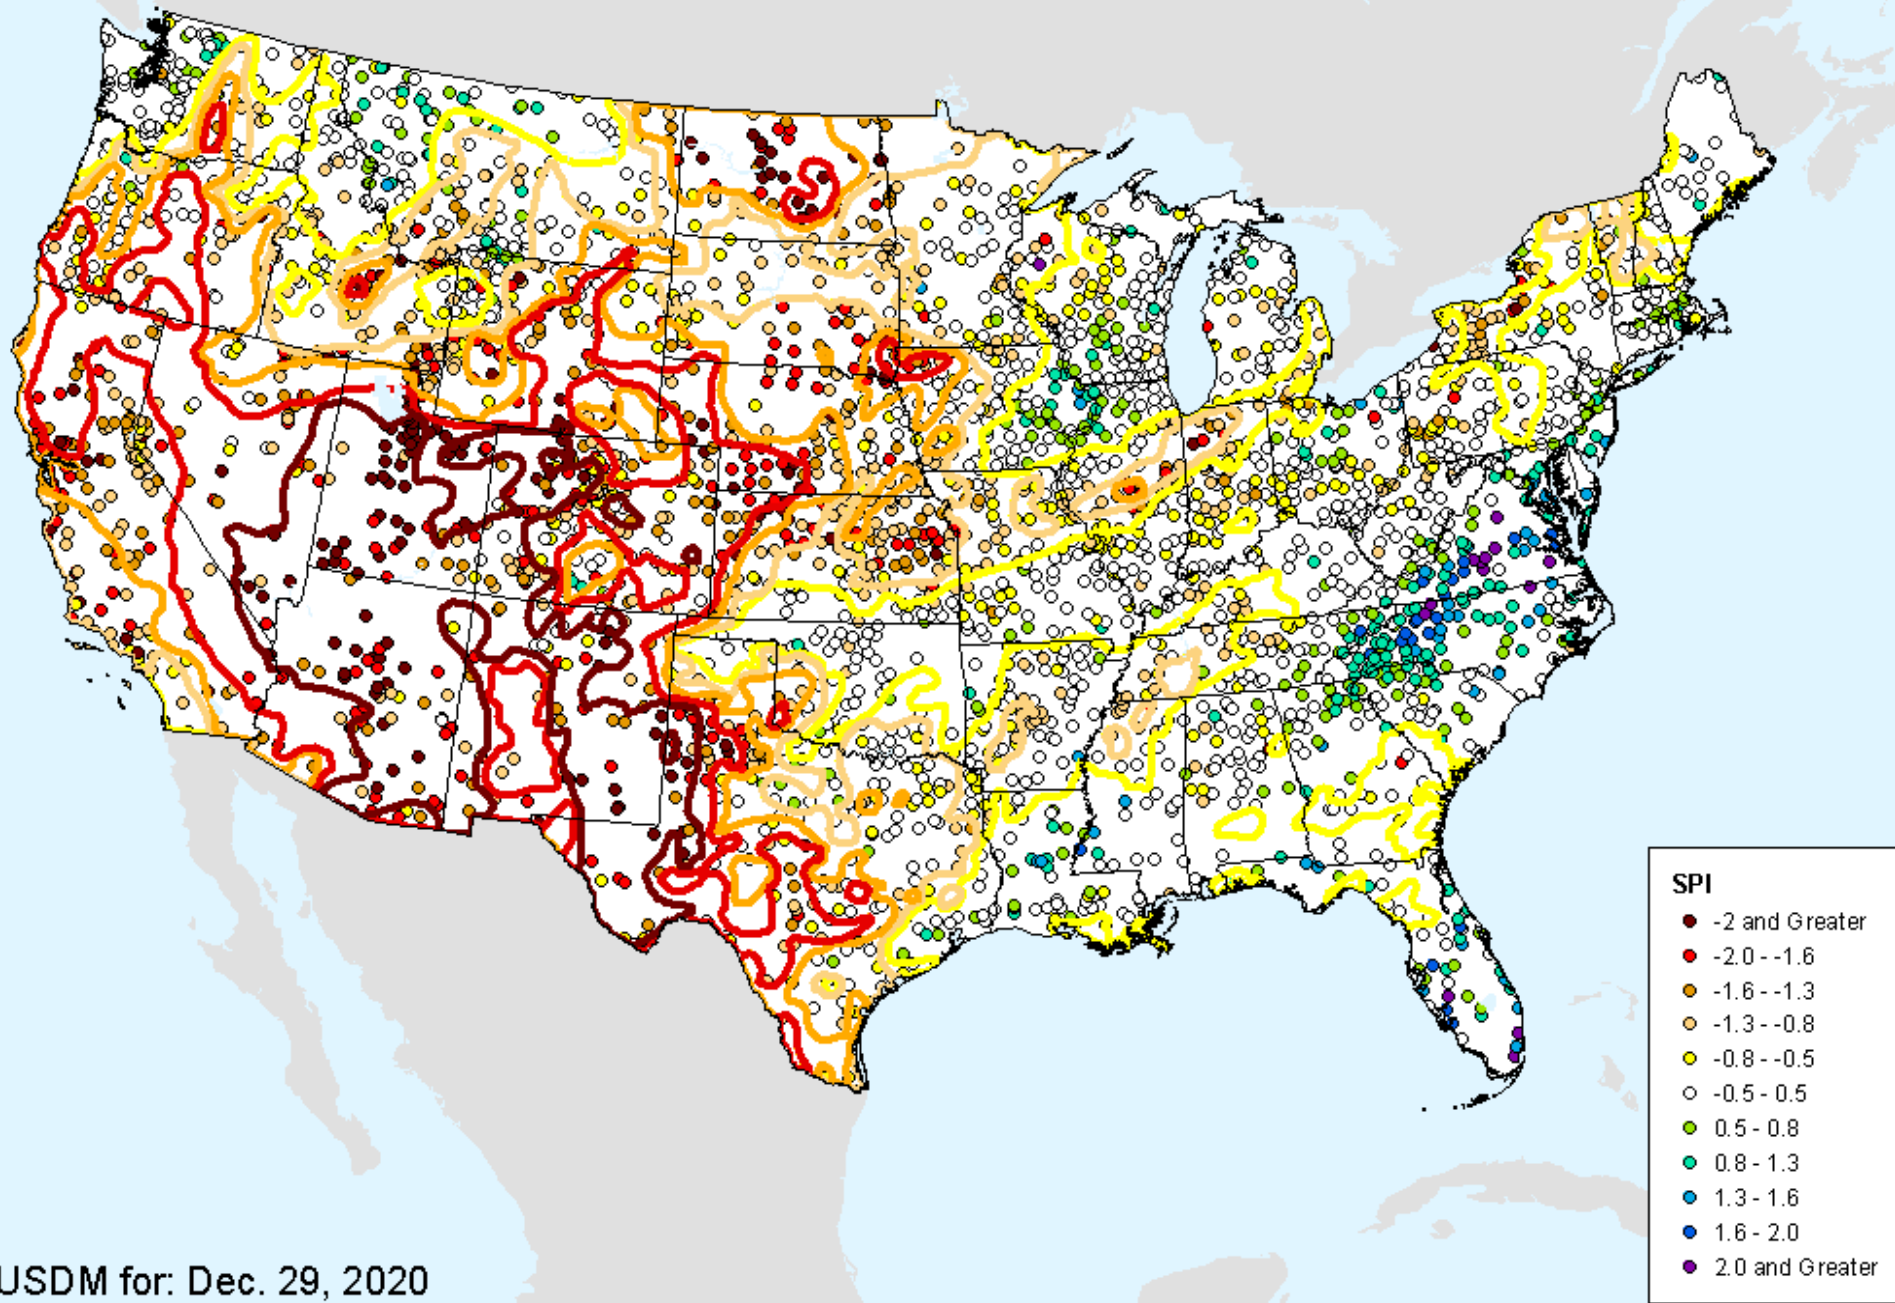 SPI
-2 and Greater
-2.0 - -1.6
-1.6 - -1.3
-1.3 - -0.8
-0.8 - -0.5
-0.5 - 0.5
0.5 - 0.8
0.8 - 1.3
1.3 - 1.6
1.6 - 2.0
2.0 and Greater
USDM for: Dec. 29, 2020